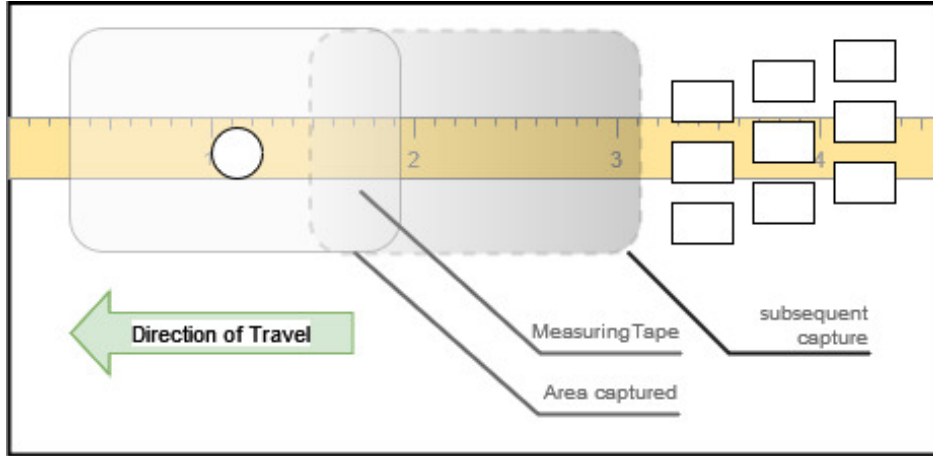 1 2 3 4
Direction of Travel
Measuring Tape
Area captured
subsequent
capture